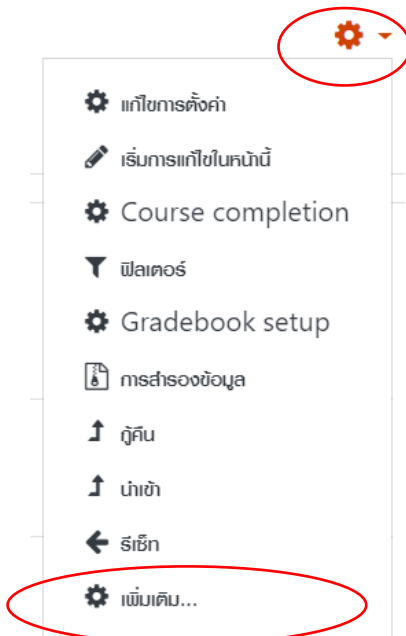 แก้ไขการตั้งค่า
เริ่มการแก้ไขในหน้านี้
Course completion
ฟิลเตอร์
Gradebook setup
การสำรองข้อมูล
กู้คืน
นำเข้า
รีเซ็ท
เพิ่มเติม...